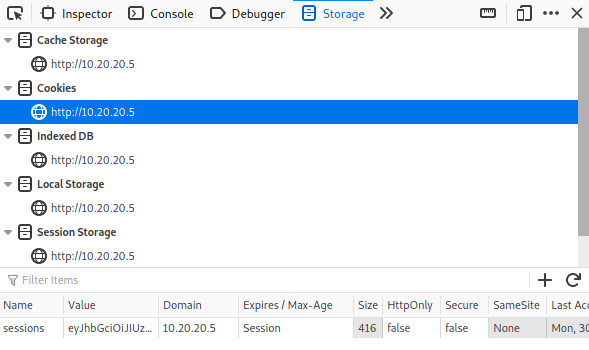 Inspector Console Debugger Storage
Cache Storage
http://10.20.20.5
Cookies
http://10.20.20.5
Indexed DB
http://10.20.20.5
Local Storage
http://10.20.20.5
Session Storage
http://10.20.20.5
Filter Items
Name Value Domain Expires / Max-Age Size HttpOnly Secure SameSite Last Acc
sessions eyJhbGciOiJIUz... 10.20.20.5 Session 416 false false None Mon, 30